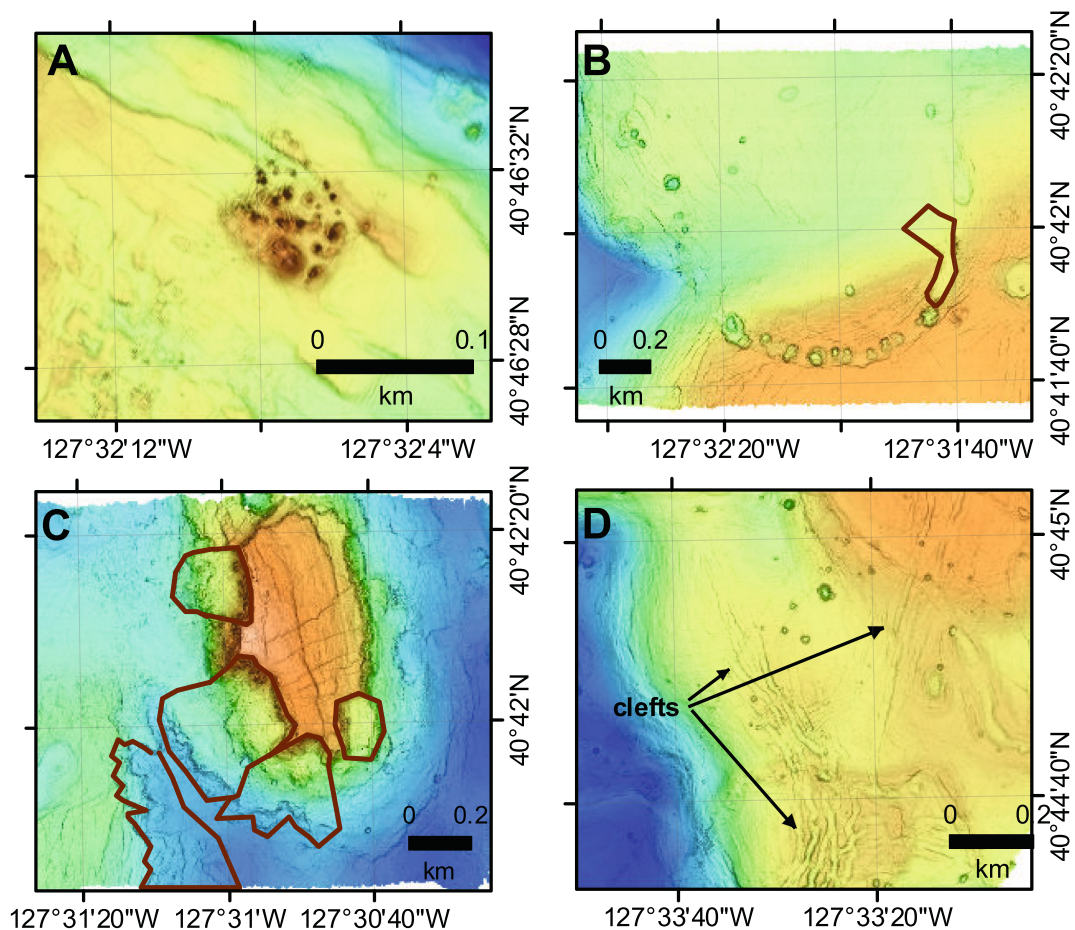 A
40°46'32"N
40°46'28"N
0 0.1
km
127°32'12"W 127°32'4"W
B
40°42'20"N
40°42'N
40°41'40"N
0 0.2
km
127°32'20"W 127°31'40"W
C
40°42'20"N
40°42'N
0 0.2
km
127°31'20"W 127°31'W 127°30'40"W
D
40°45'N
40°44'40"N
clefts
0 0.2
km
127°33'40"W 127°33'20"W